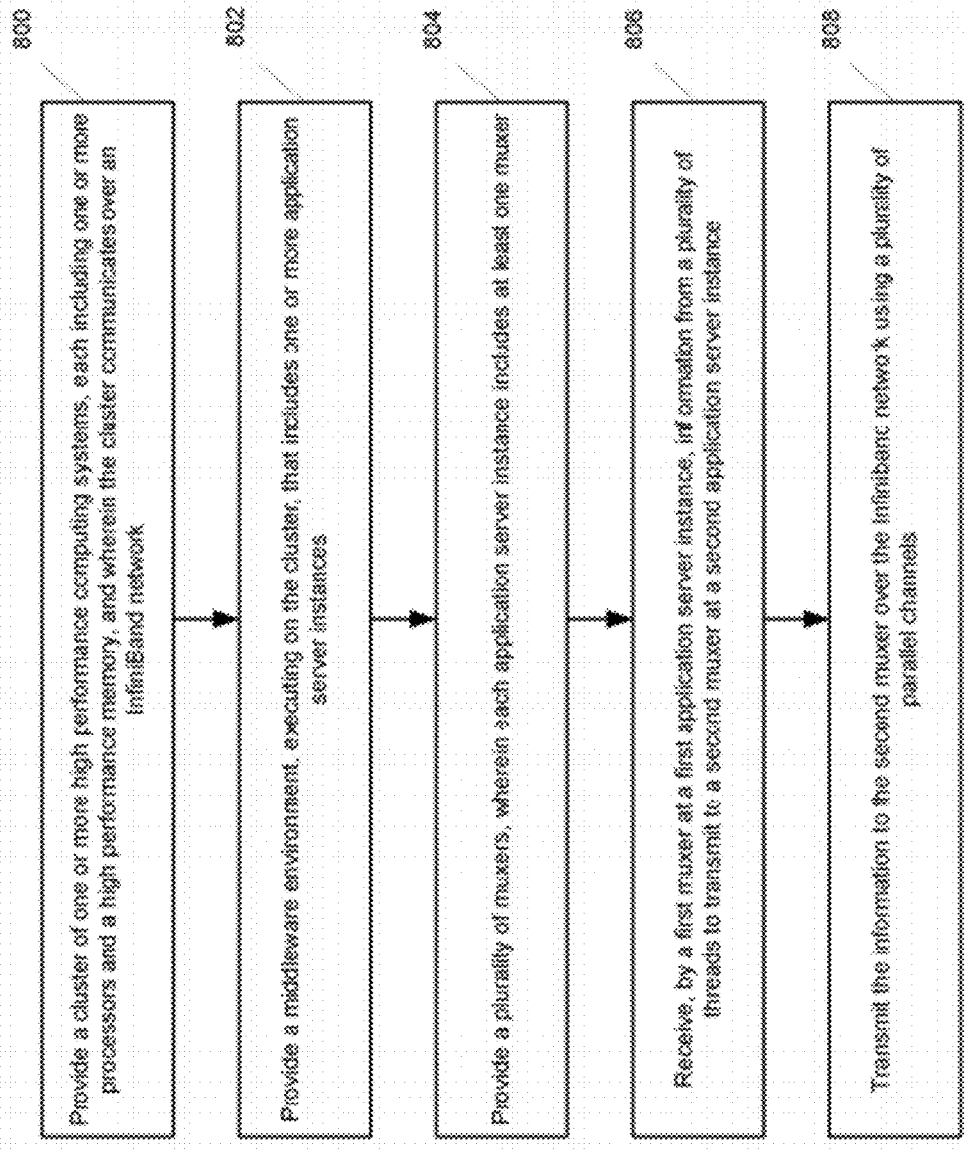 800
Provide a cluster of one or more high performance computing systems, each including one or more
processors and a high performance memory, and wherein the cluster communicates over an
InfiniBand network
802
Provide a middleware environment, executing on the cluster, that includes one or more application
server instances
804
Provide a plurality of muxers, wherein each application server instance includes at least one muxer
806
Receive, by a first muxer at a first application server instance, information from a plurality of
threads to transmit to a second muxer at a second application server instance
808
Transmit the information to the second muxer over the Infiniband network using a plurality of
parallel channels